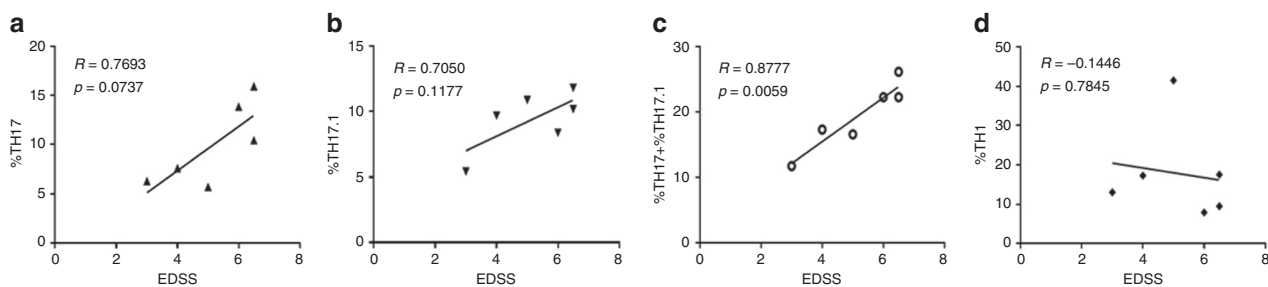 a
20
15
10
5
0
%TH17
R = 0.7693
p = 0.0737
0 2 4 6 8
EDSS
b
15
10
5
0
%TH17.1
R = 0.7050
p = 0.1177
0 2 4 6 8
EDSS
c
30
20
10
0
%TH17+%TH17.1
R = 0.8777
p = 0.0059
0 2 4 6 8
EDSS
d
50
40
30
20
10
0
%TH1
R = –0.1446
p = 0.7845
0 2 4 6 8
EDSS